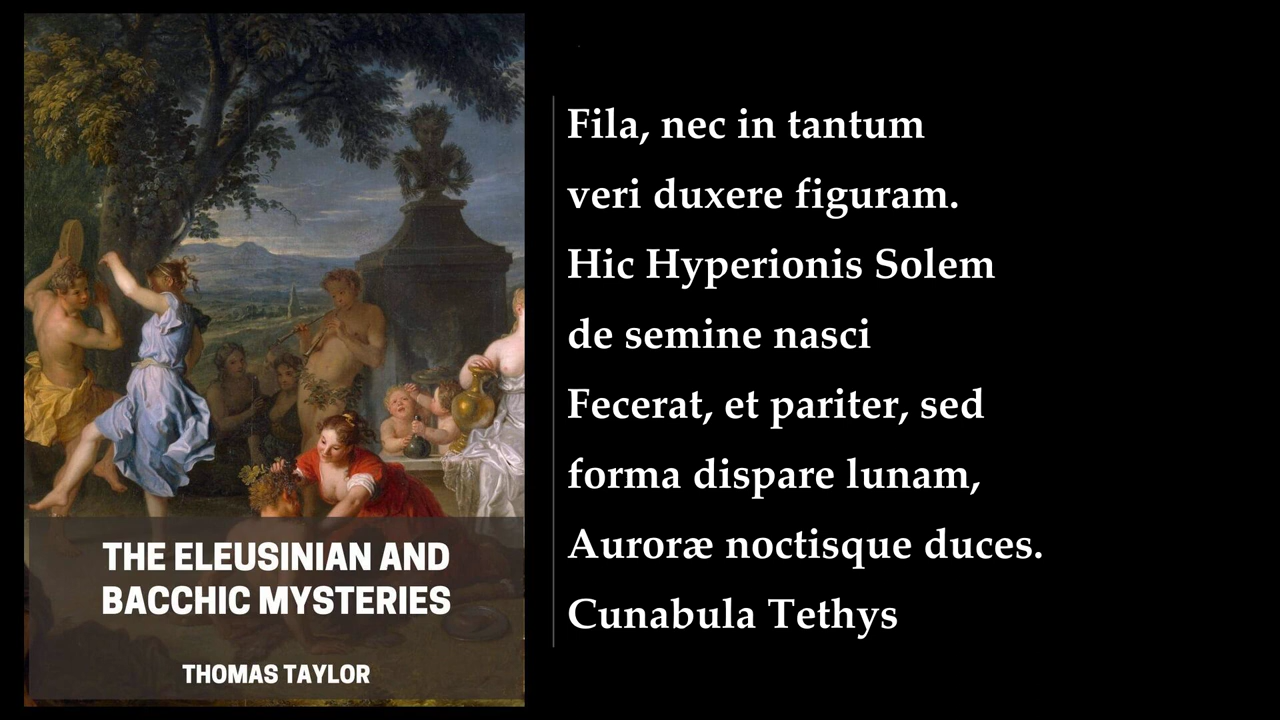 THE ELEUSINIAN AND
BACCHIC MYSTERIES
THOMAS TAYLOR
Fila, nec in tantum
veri duxere figuram.
Hic Hyperionis Solem
de semine nasci
Fecerat, et pariter, sed
forma dispare lunam,
Auroræ noctisque duces.
Cunabula Tethys